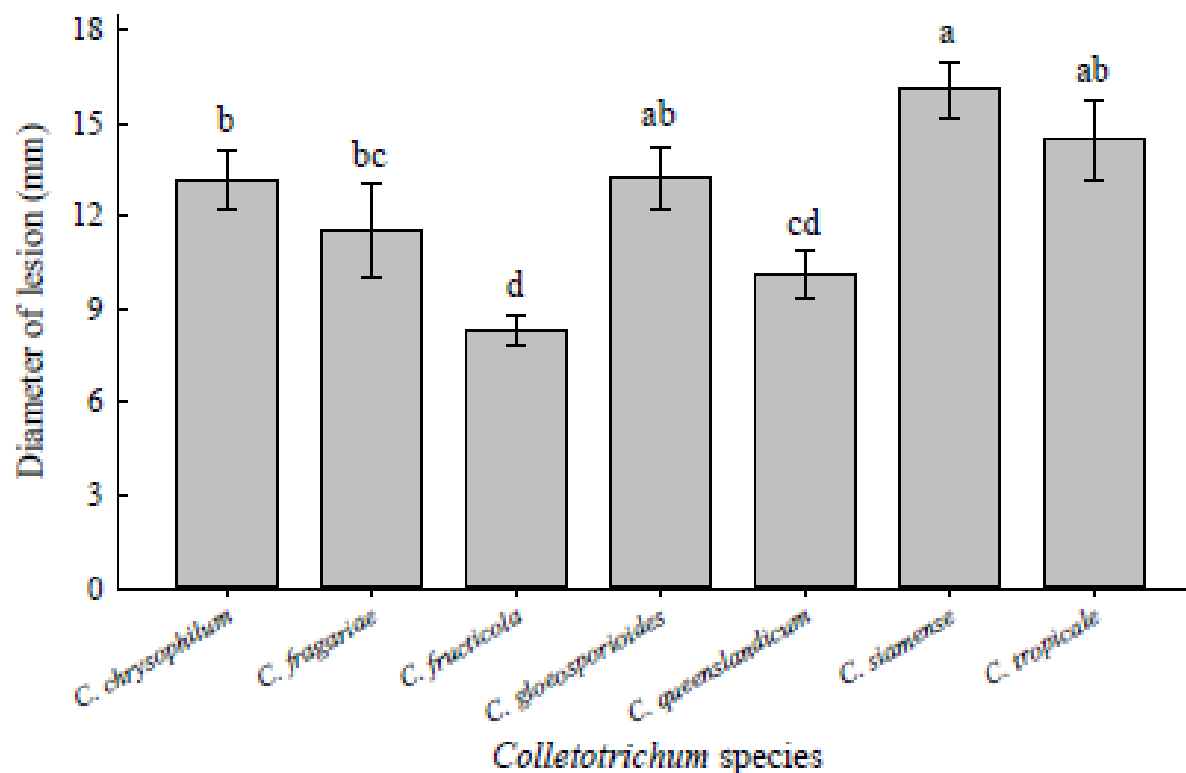 18
15
12
9
6
3
0
Diameter of lesion (mm)
b
bc
d
ab
cd
a
ab
C. chrysophilum
C. fragariae
C. fructicola
C. gloeosporioides
C. queenslandicum
C. siamense
C. tropicale
Colletotrichum species